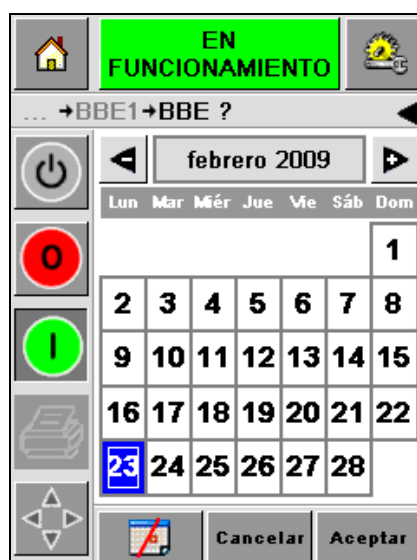 EN
FUNCIONAMIENTO
... →BBE1→BBE ?
febrero 2009
Lun Mar Miér Jue Vie Sáb Dom
1
2 3 4 5 6 7 8
9 10 11 12 13 14 15
16 17 18 19 20 21 22
23 24 25 26 27 28
Cancelar Aceptar